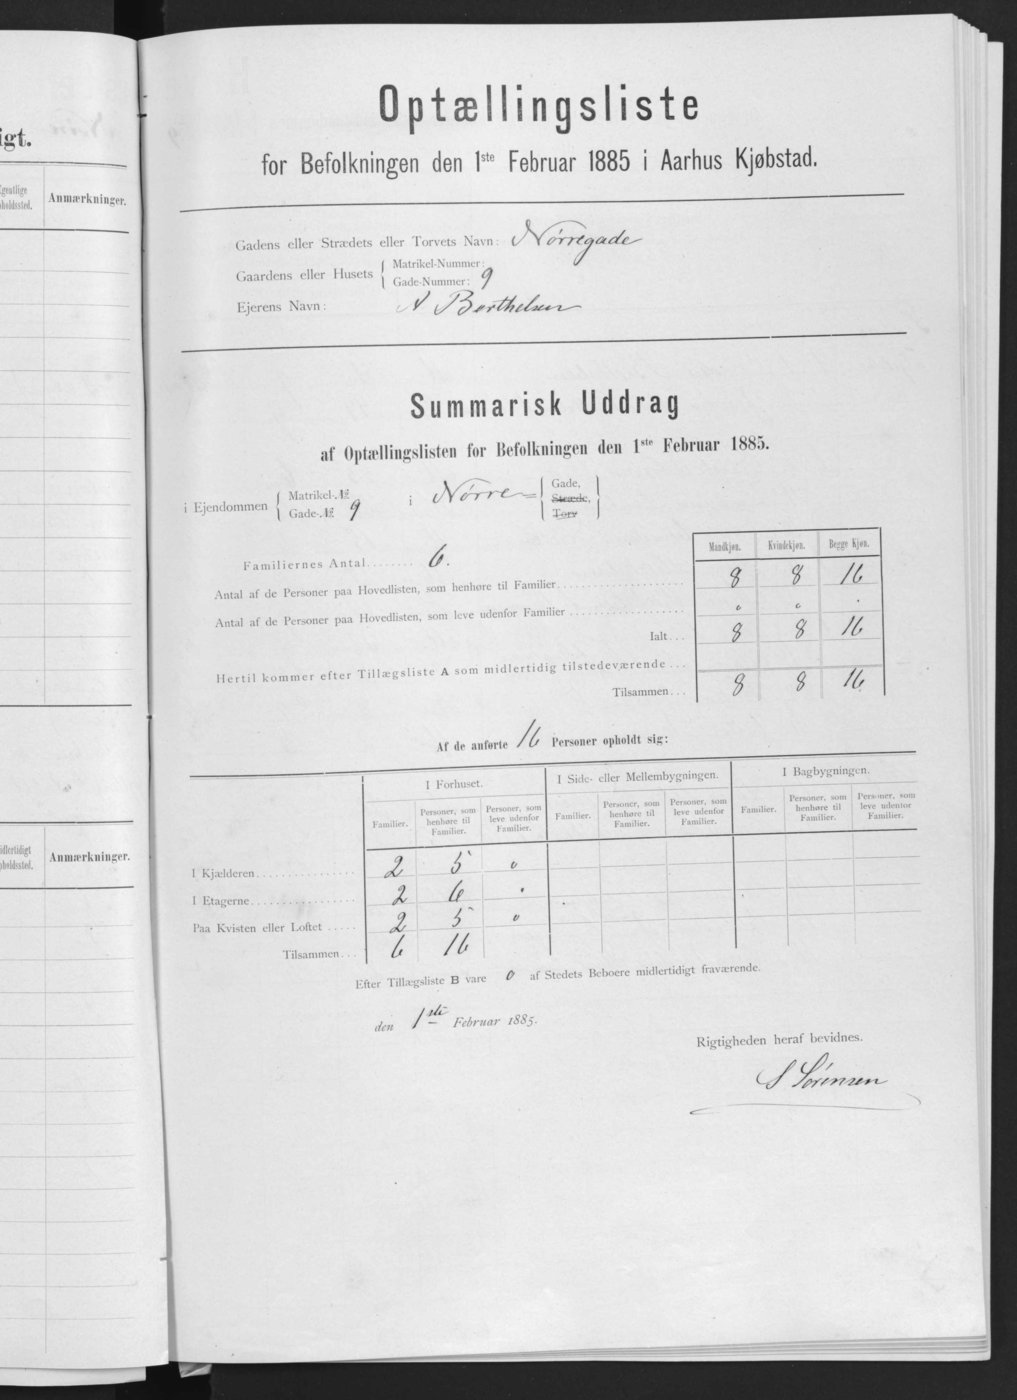 igt.
Egentlige
Opholdssted.
Anmærkninger.
midlertidigt
Opholdssted.
Anmærkninger.
Optællingsliste
for Befolkningen den 1ste Februar 1885 i Aarhus Kjøbstad.
Gadens eller Strædets eller Torvets Navn: Nørregade
Gaardens eller Husets { Matrikel-Nummer:
Gade-Nummer: 9
Ejerens Navn: A Berthelsen
Summarisk Uddrag
af Optællingslisten for Befolkningen den 1ste Februar 1885.
i Ejendommen { Matrikel-№ Gade-№ 9 i Nørre= { Gade, Stræde, Torv }
Mandkjøn. Kvindekjøn. Begge Kjøn.
Familiernes Antal........ 6.
Antal af de Personer paa Hovedlisten, som henhøre til Familier 8 8 16
Antal af de Personer paa Hovedlisten, som leve udenfor Familier 0 0 .
Ialt... 8 8 16
Hertil kommer efter Tillægsliste A som midlertidig tilstedeværende...
Tilsammen... 8 8 16
Af de anførte 16 Personer opholdt sig:
I Forhuset. I Side- eller Mellembygningen. I Bagbygningen.
Familier. Personer, som henhøre til Familier. Personer, som leve udenfor Familier. Familier. Personer, som henhøre til Familier. Personer, som leve udenfor Familier. Familier. Personer, som henhøre til Familier. Personer, som leve udenfor Familier.
I Kjælderen 2 5 0
I Etagerne 2 6 .
Paa Kvisten eller Loftet 2 5 0
Tilsammen... 6 16
Efter Tillægsliste B vare 0 af Stedets Beboere midlertidigt fraværende.
den 1ste Februar 1885.
Rigtigheden heraf bevidnes.
S Sørensen